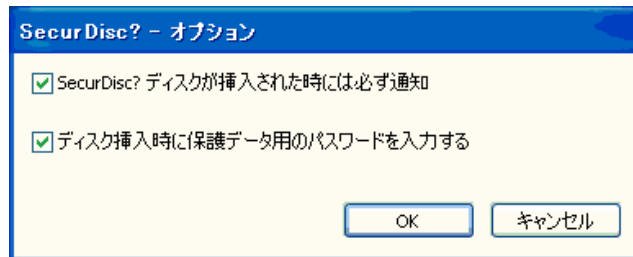 SecurDisc? - オプション
SecurDisc? ディスクが挿入された時には必ず通知
ディスク挿入時に保護データ用のパスワードを入力する
OK キャンセル